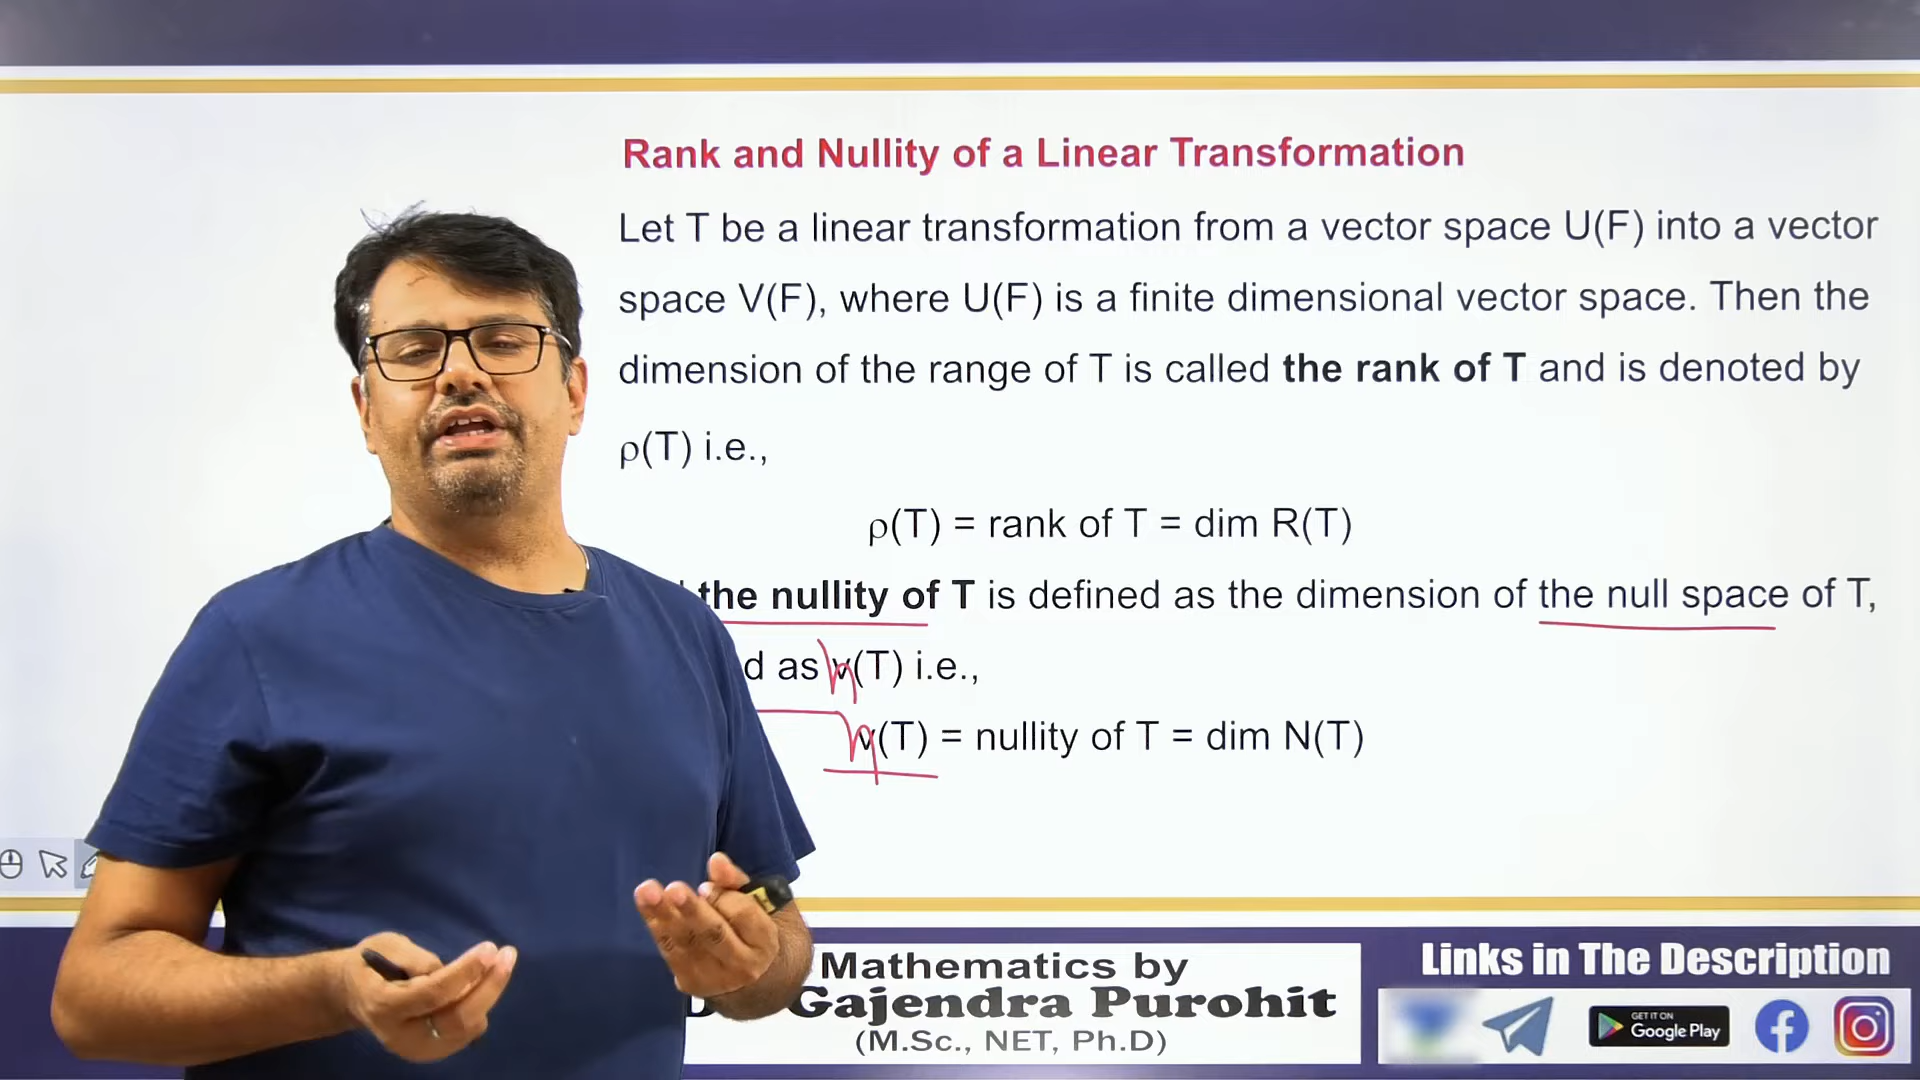 Rank and Nullity of a Linear Transformation
Let T be a linear transformation from a vector space U(F) into a vector
space V(F), where U(F) is a finite dimensional vector space. Then the
dimension of the range of T is called the rank of T and is denoted by
ρ(T) i.e.,
ρ(T) = rank of T = dim R(T)
the nullity of T is defined as the dimension of the null space of T,
d as η(T) i.e.,
η(T) = nullity of T = dim N(T)
Mathematics by
D Gajendra Purohit
(M.Sc., NET, Ph.D)
Links in The Description
GET IT ON
Google Play